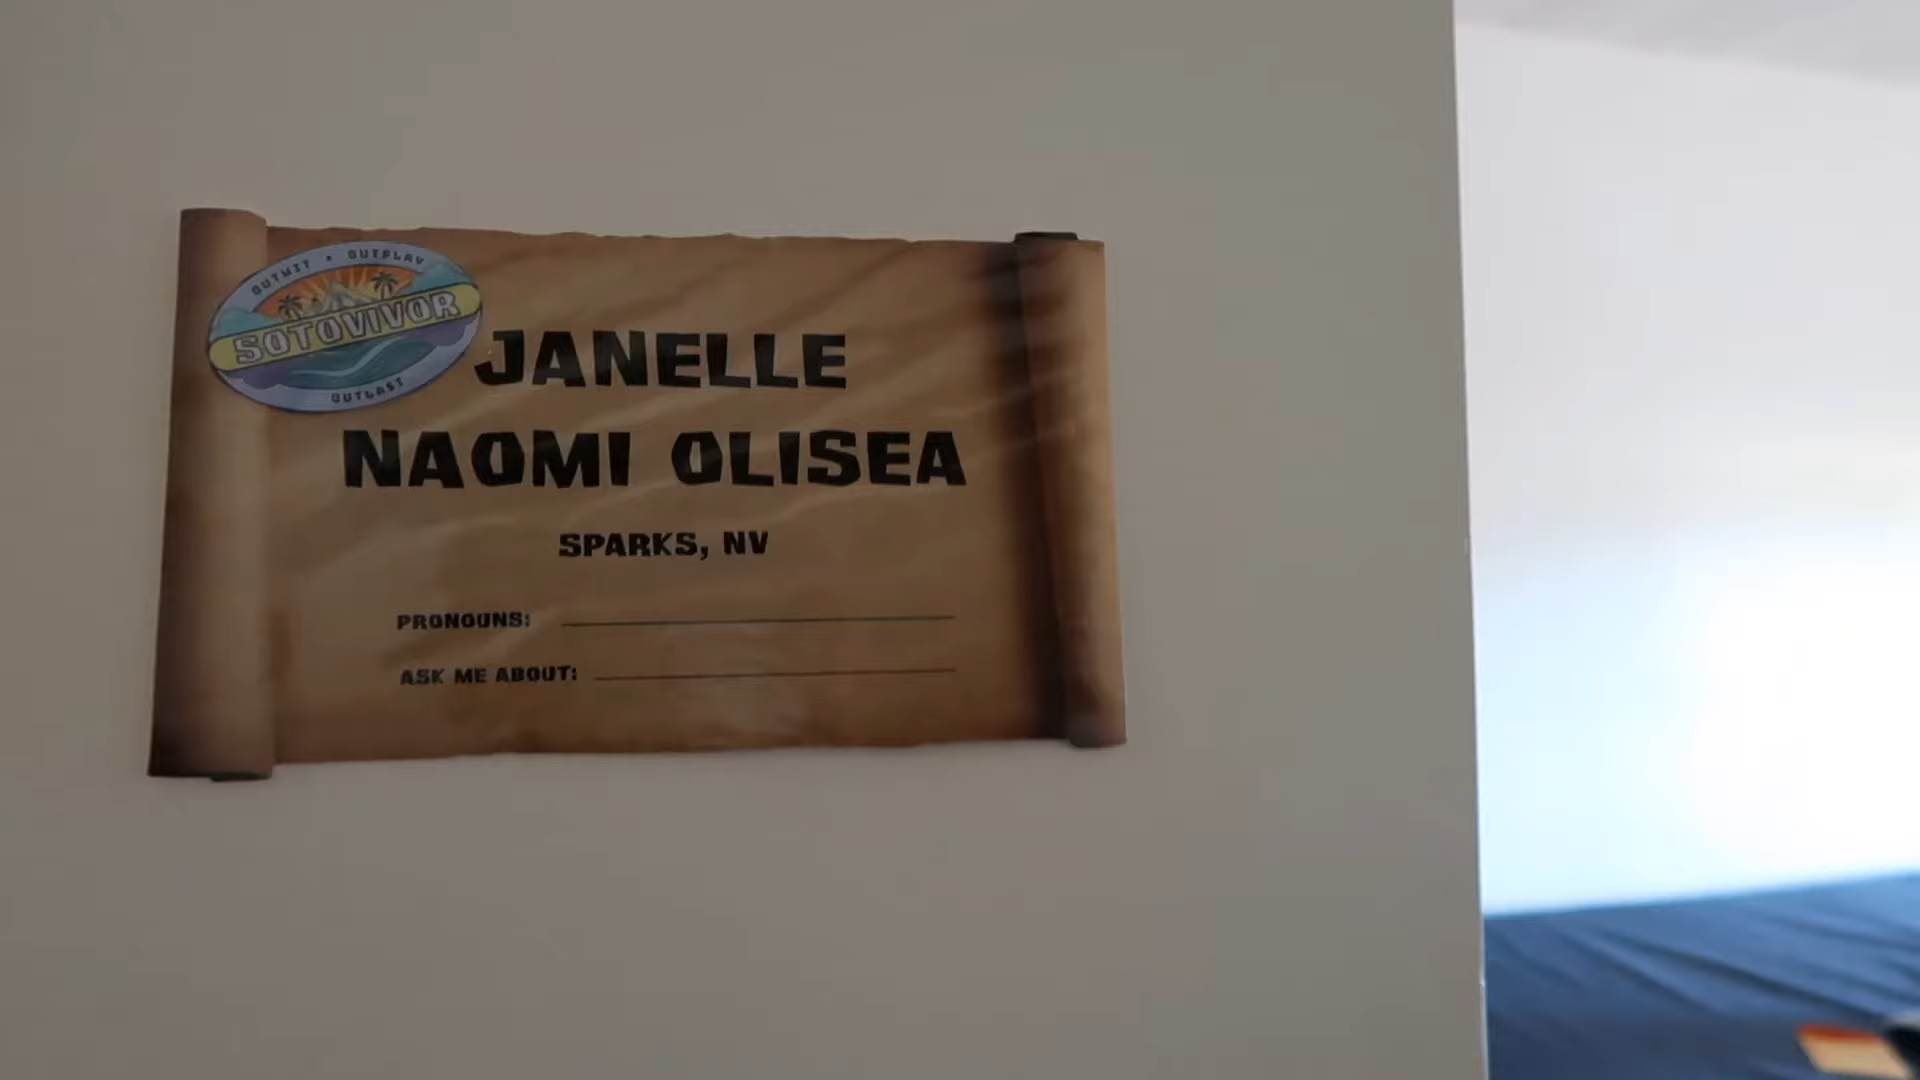 OUTWIT • OUTPLAY
SOTOVIVOR
OUTLAST
JANELLE
NAOMI OLISEA
SPARKS, NV
PRONOUNS:
ASK ME ABOUT: